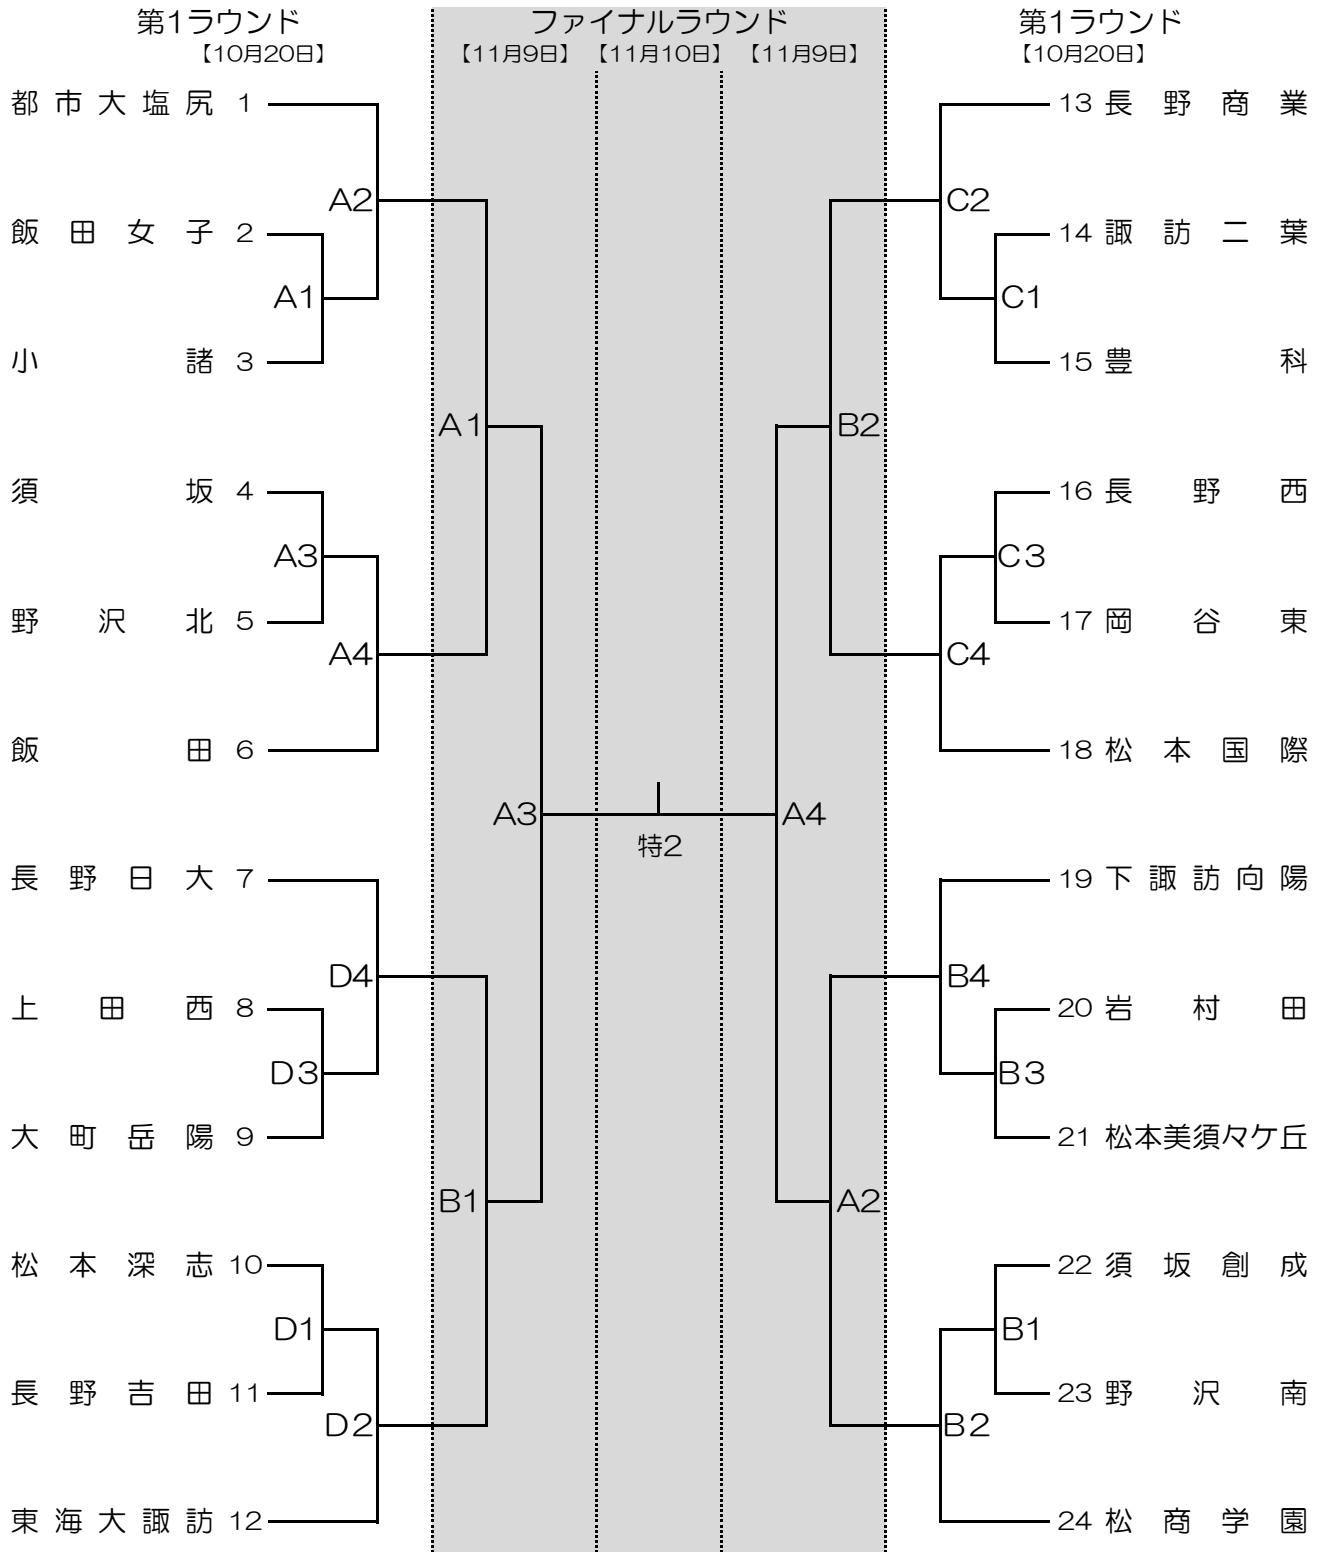 第1ラウンド ファイナルラウンド 第1ラウンド
【10月20日】 【11月9日】 【11月10日】 【11月9日】 【10月20日】
都市大塩尻 1 13 長野商業
A2 C2
飯田女子 2 14 諏訪二葉
A1 C1
小諸 3 15 豊科
A1 B2
須坂 4 16 長野西
A3 C3
野沢北 5 17 岡谷東
A4 C4
飯田 6 18 松本国際
A3 A4
特2
長野日大 7 19 下諏訪向陽
D4 B4
上田西 8 20 岩村田
D3 B3
大町岳陽 9 21 松本美須々ケ丘
B1 A2
松本深志 10 22 須坂創成
D1 B1
長野吉田 11 23 野沢南
D2 B2
東海大諏訪 12 24 松商学園